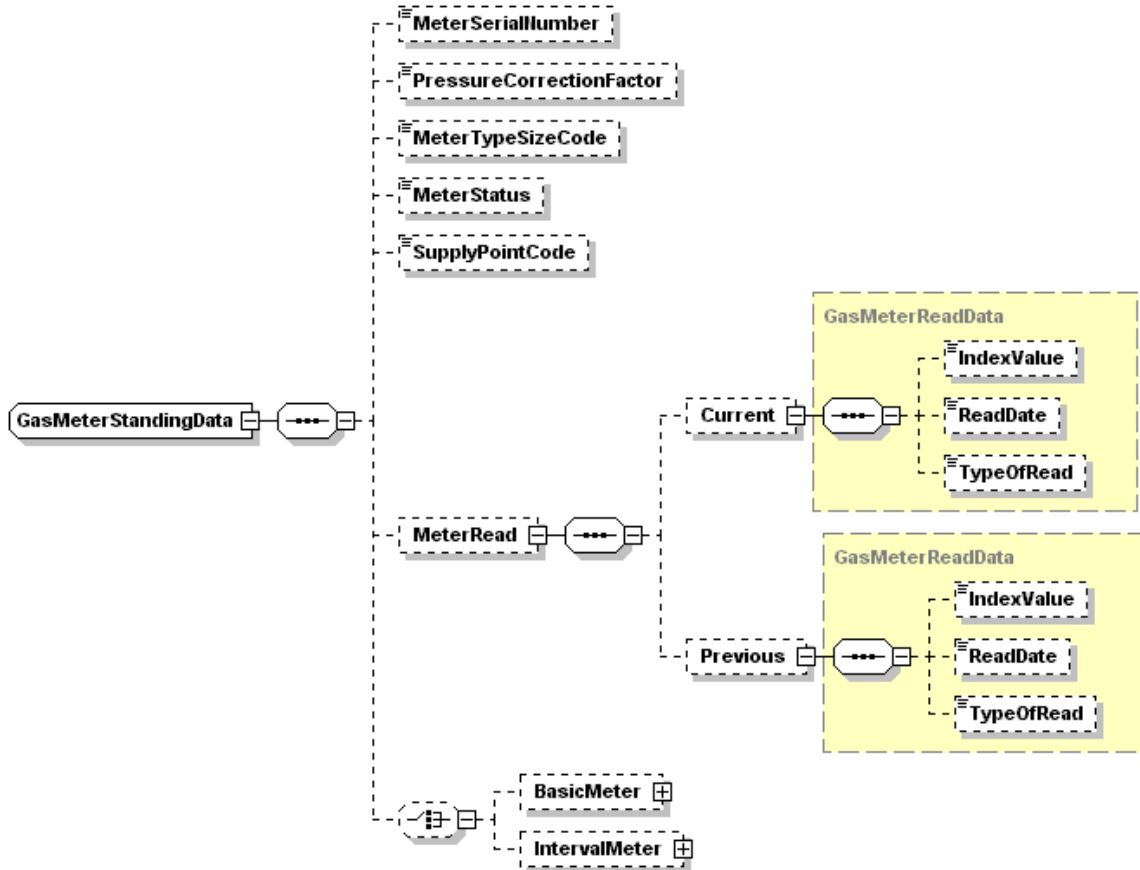 MeterSerialNumber
PressureCorrectionFactor
MeterTypeSizeCode
MeterStatus
SupplyPointCode
GasMeterStandingData
MeterRead
Current
GasMeterReadData
IndexValue
ReadDate
TypeOfRead
Previous
GasMeterReadData
IndexValue
ReadDate
TypeOfRead
BasicMeter
IntervalMeter